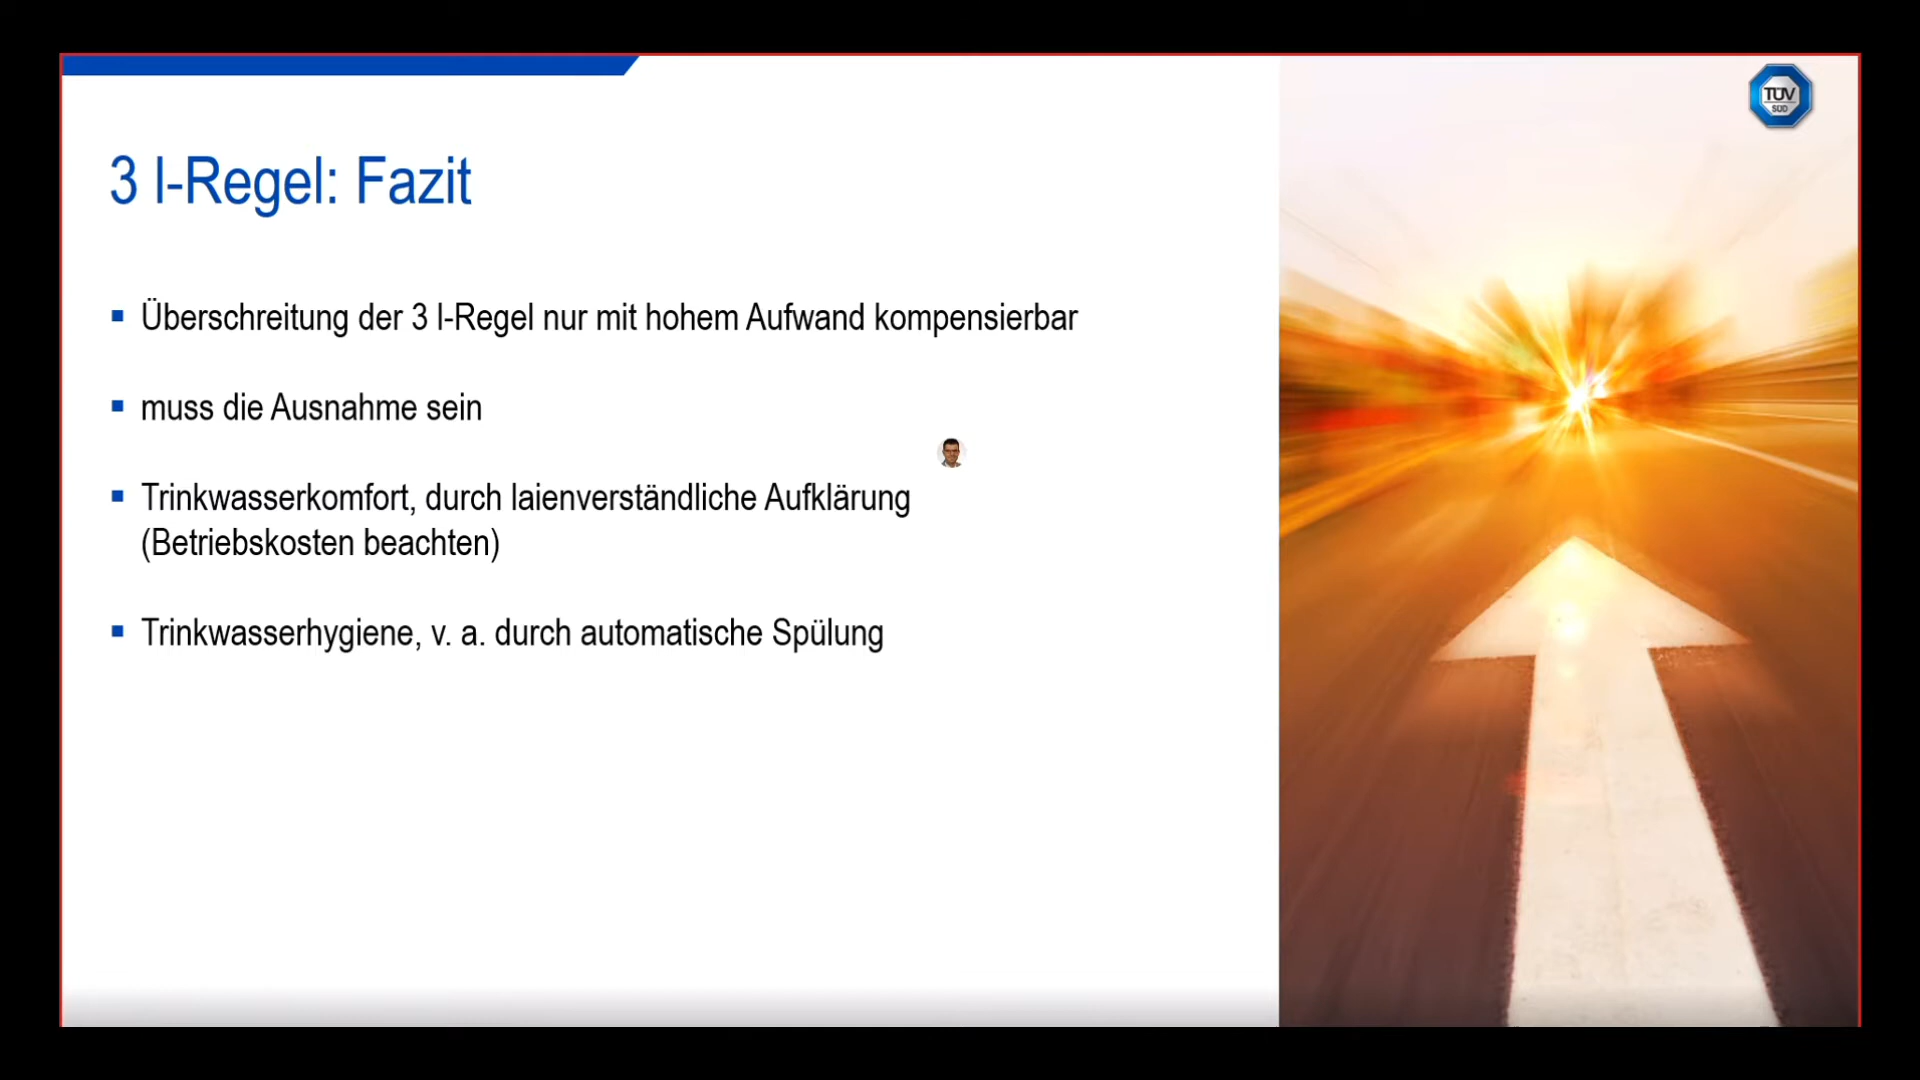 TÜV
SÜD
3 l-Regel: Fazit
Überschreitung der 3 l-Regel nur mit hohem Aufwand kompensierbar
muss die Ausnahme sein
Trinkwasserkomfort, durch laienverständliche Aufklärung
(Betriebskosten beachten)
Trinkwasserhygiene, v. a. durch automatische Spülung